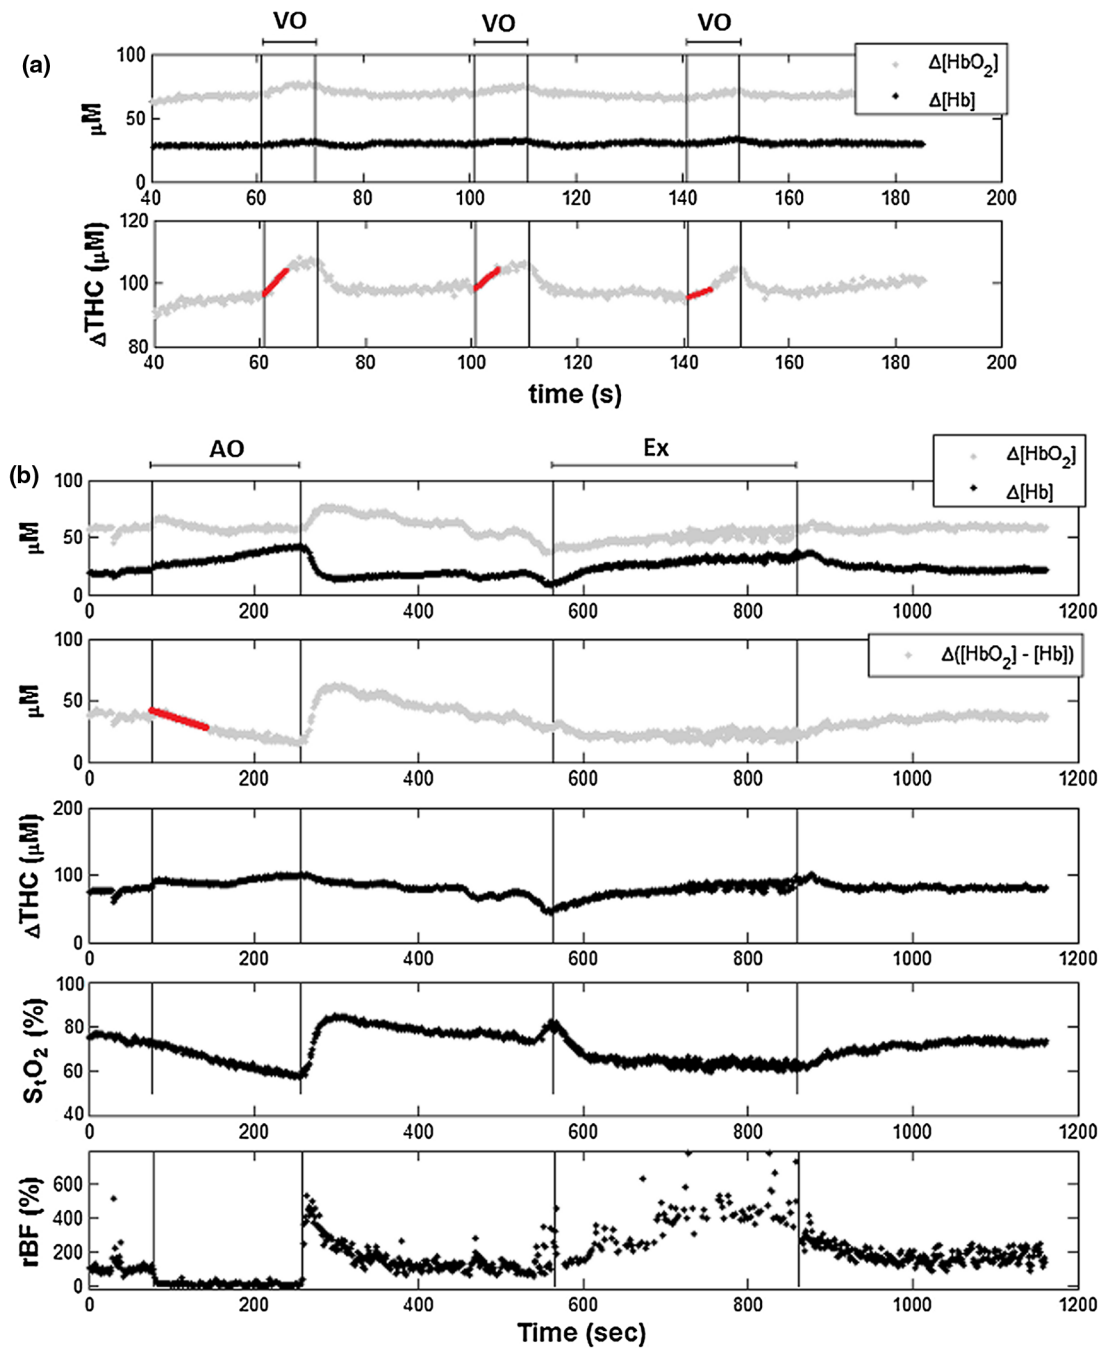 VO VO VO
(a)
Δ[HbO2]
Δ[Hb]
μM
100
50
0
40 60 80 100 120 140 160 180 200
ΔTHC (μM)
120
100
80
40 60 80 100 120 140 160 180 200
time (s)
AO Ex
(b)
Δ[HbO2]
Δ[Hb]
μM
100
50
0
0 200 400 600 800 1000 1200
Δ([HbO2] - [Hb])
μM
100
50
0
0 200 400 600 800 1000 1200
ΔTHC (μM)
200
100
0
0 200 400 600 800 1000 1200
StO2 (%)
100
80
60
40
0 200 400 600 800 1000 1200
rBF (%)
600
400
200
0
0 200 400 600 800 1000 1200
Time (sec)